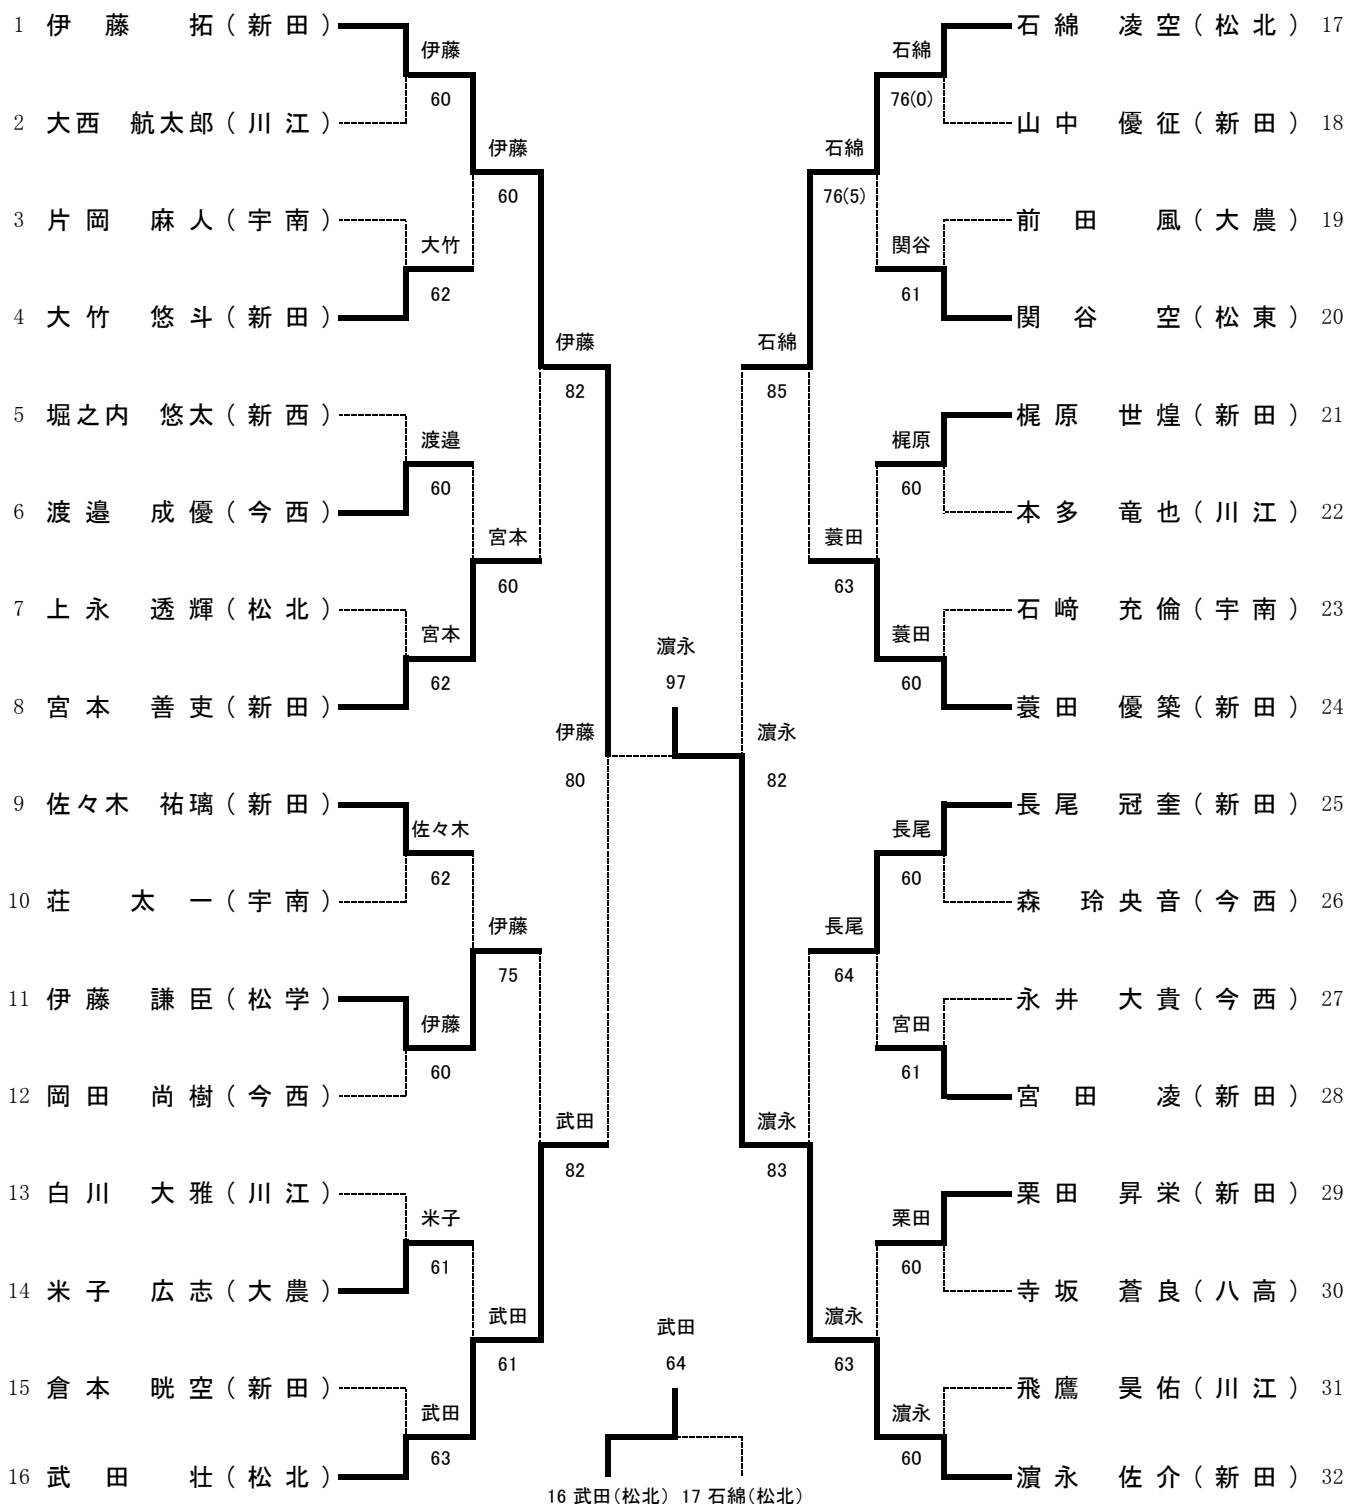 1 伊藤 拓(新田)
伊藤
60
2 大西 航太郎(川江)
伊藤
60
3 片岡 麻人(宇南)
大竹
62
4 大竹 悠斗(新田)
伊藤
82
5 堀之内 悠太(新西)
渡邉
60
6 渡邉 成優(今西)
宮本
60
7 上永 透輝(松北)
宮本
62
8 宮本 善吏(新田)
伊藤
80
9 佐々木 祐璃(新田)
佐々木
62
10 荘 太一(宇南)
伊藤
75
11 伊藤 謙臣(松学)
伊藤
60
12 岡田 尚樹(今西)
武田
82
13 白川 大雅(川江)
米子
61
14 米子 広志(大農)
武田
61
15 倉本 晄空(新田)
武田
63
16 武田 壮(松北)
濵永
97
武田
64
16 武田(松北) 17 石綿(松北)
石綿 凌空(松北) 17
石綿
76(0)
山中 優征(新田) 18
石綿
76(5)
前田 風(大農) 19
関谷
61
関谷 空(松東) 20
石綿
85
梶原 世煌(新田) 21
梶原
60
本多 竜也(川江) 22
蓑田
63
石﨑 充倫(宇南) 23
蓑田
60
蓑田 優築(新田) 24
濵永
82
長尾 冠奎(新田) 25
長尾
60
森 玲央音(今西) 26
長尾
64
永井 大貴(今西) 27
宮田
61
宮田 凌(新田) 28
濵永
83
栗田 昇栄(新田) 29
栗田
60
寺坂 蒼良(八高) 30
濵永
63
飛鷹 昊佑(川江) 31
濵永
60
濵永 佐介(新田) 32